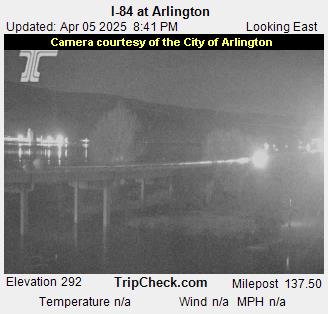 I-84 at Arlington
Updated: Apr 05 2025 8:41 PM Looking East
Camera courtesy of the City of Arlington
Elevation 292 TripCheck.com Milepost 137.50
Temperature n/a Wind n/a MPH n/a